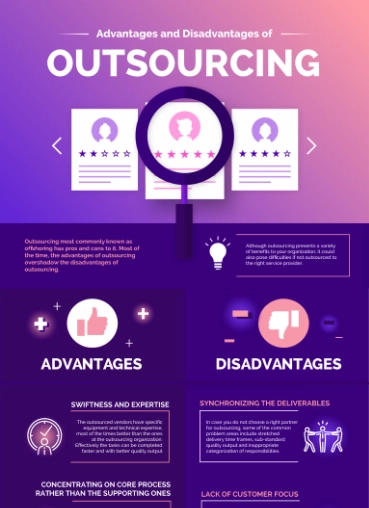 Advantages and Disadvantages of
OUTSOURCING
Outsourcing most commonly known as
offshoring has pros and cons to it. Most of
the time, the advantages of outsourcing
overshadow the disadvantages of
outsourcing.
Although outsourcing presents a variety
of benefits to your organization, it could
also pose difficulties if not outsourced to
the right service provider.
ADVANTAGES
DISADVANTAGES
SWIFTNESS AND EXPERTISE
The outsourced vendors have specific
equipment and technical expertise,
most of the times better than the ones
at the outsourcing organization.
Effectively the tasks can be completed
faster and with better quality output
SYNCHRONIZING THE DELIVERABLES
In case you do not choose a right partner
for outsourcing, some of the common
problem areas include stretched
delivery time frames, sub-standard
quality output and inappropriate
categorization of responsibilities.
CONCENTRATING ON CORE PROCESS
RATHER THAN THE SUPPORTING ONES
LACK OF CUSTOMER FOCUS